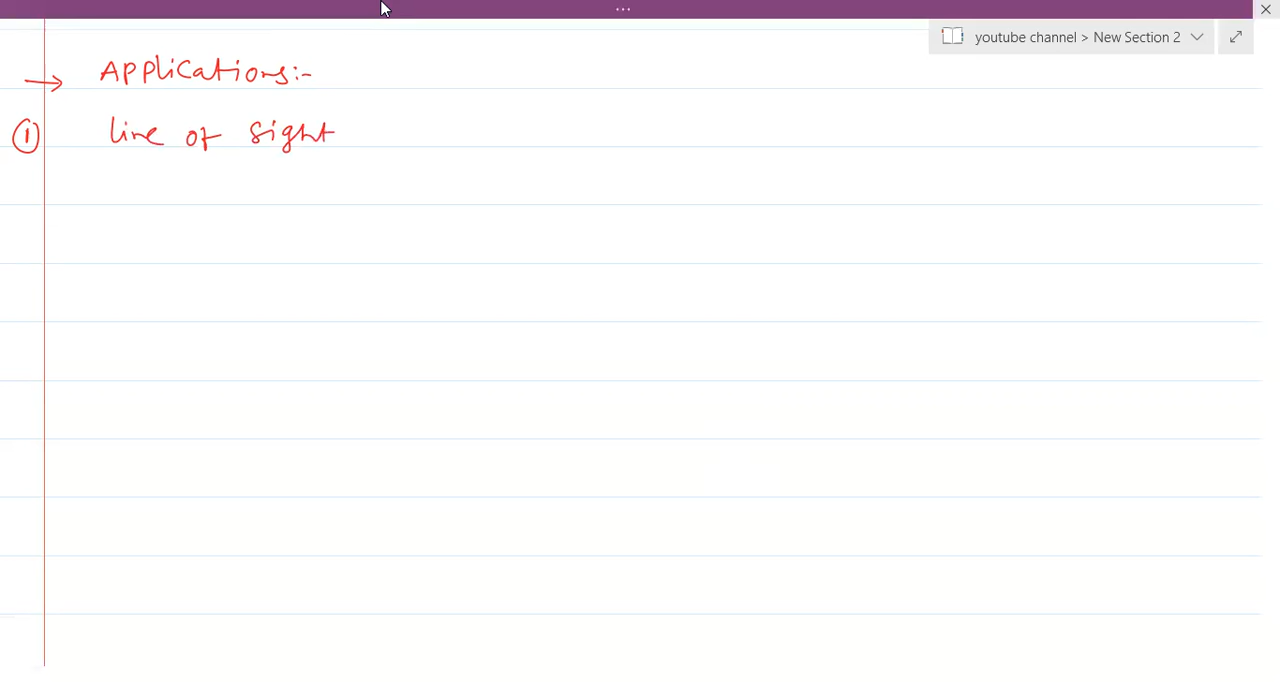 ...
youtube channel > New Section 2
→ Applications:-
① line of sight